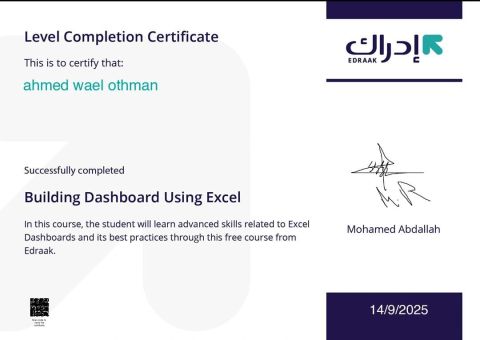 Level Completion Certificate
This is to certify that:
ahmed wael othman
Successfully completed
Building Dashboard Using Excel
In this course, the student will learn advanced skills related to Excel
Dashboards and its best practices through this free course from
Edraak.
إدراك
EDRAAK
M.R
Mohamed Abdallah
14/9/2025